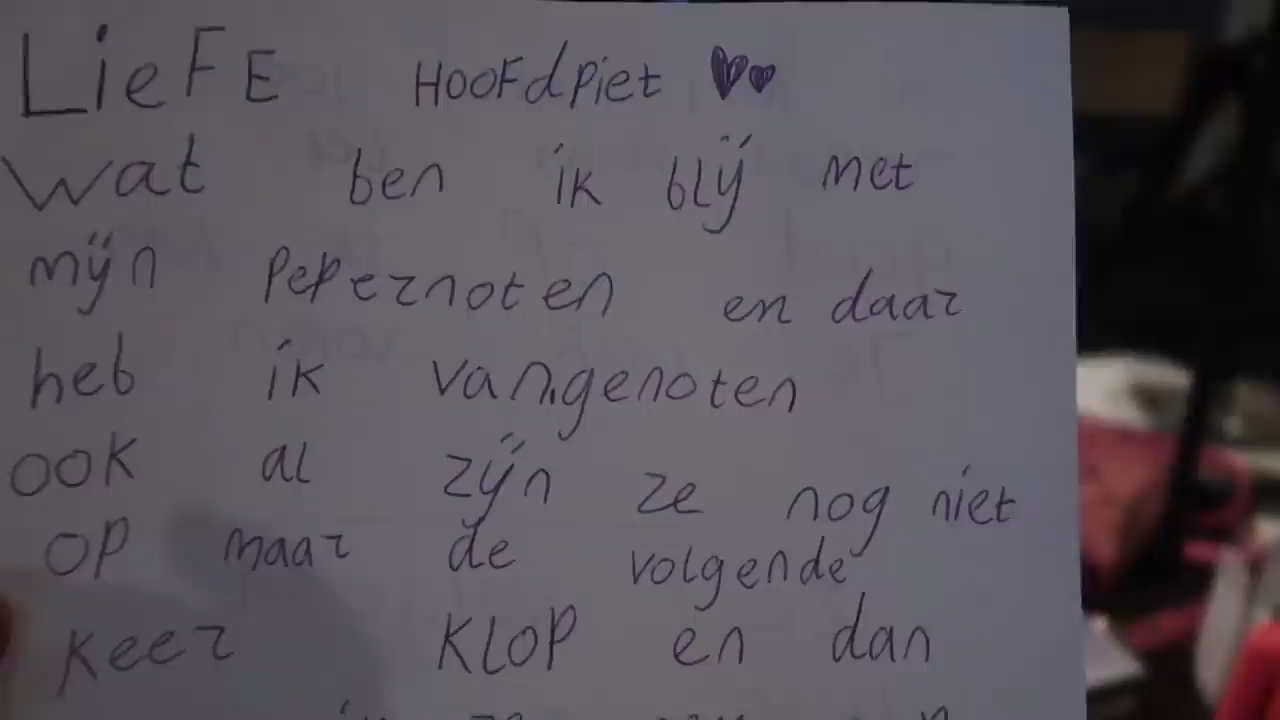 LieFE HooFdPiet
Wat ben ik blij met
mijn PePernoten en daar
heb ik van.genoten
ook al zijn ze nog niet
op maar de volgende
keer KLOP en dan